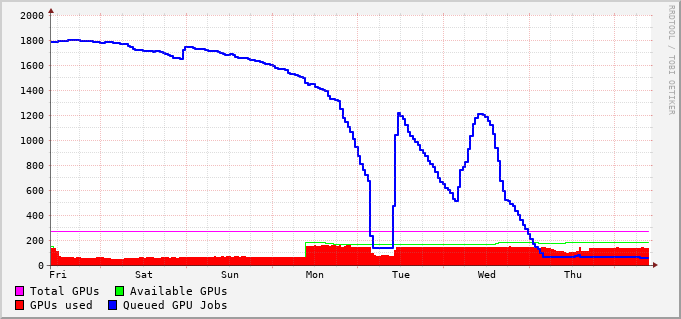 2000
1800
1600
1400
1200
1000
800
600
400
200
0
Fri Sat Sun Mon Tue Wed Thu
Total GPUs Available GPUs
GPUs used Queued GPU Jobs
RRDTOOL / TOBI OETIKER